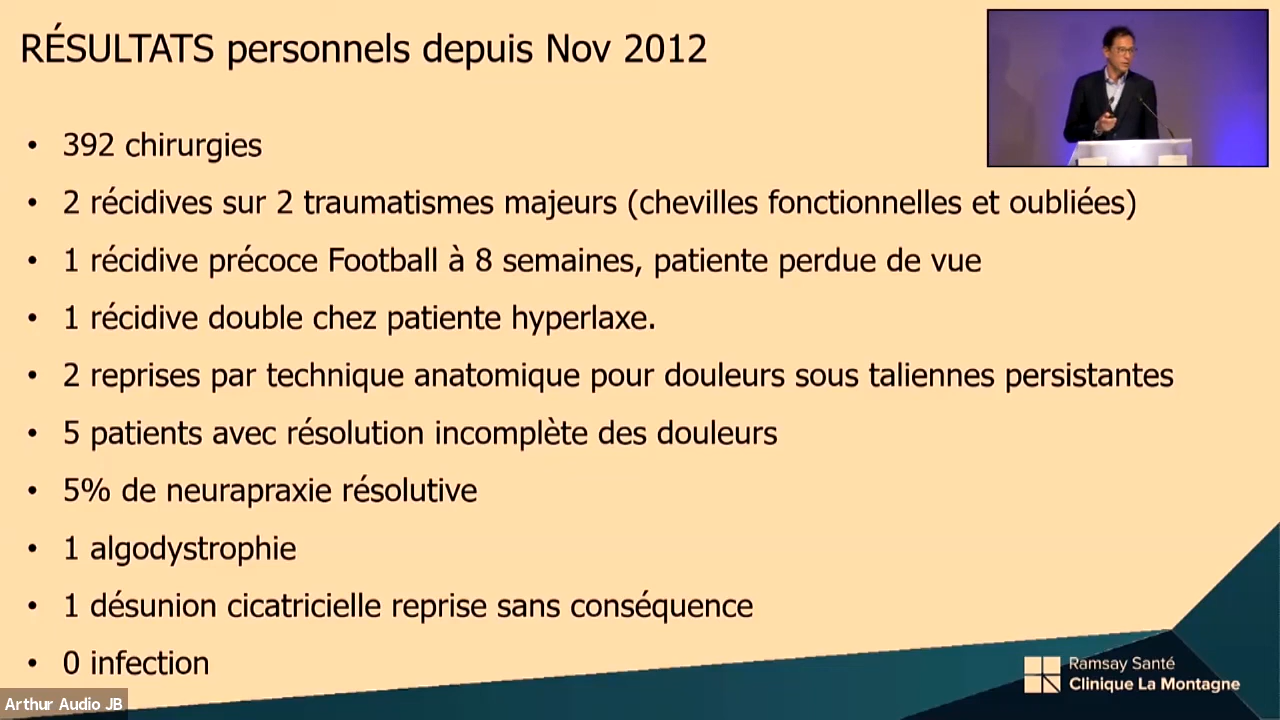 RÉSULTATS personnels depuis Nov 2012
• 392 chirurgies
• 2 récidives sur 2 traumatismes majeurs (chevilles fonctionnelles et oubliées)
• 1 récidive précoce Football à 8 semaines, patiente perdue de vue
• 1 récidive double chez patiente hyperlaxe.
• 2 reprises par technique anatomique pour douleurs sous taliennes persistantes
• 5 patients avec résolution incomplète des douleurs
• 5% de neurapraxie résolutive
• 1 algodystrophie
• 1 désunion cicatricielle reprise sans conséquence
• 0 infection
Ramsay Santé
Clinique La Montagne
Arthur Audio JB